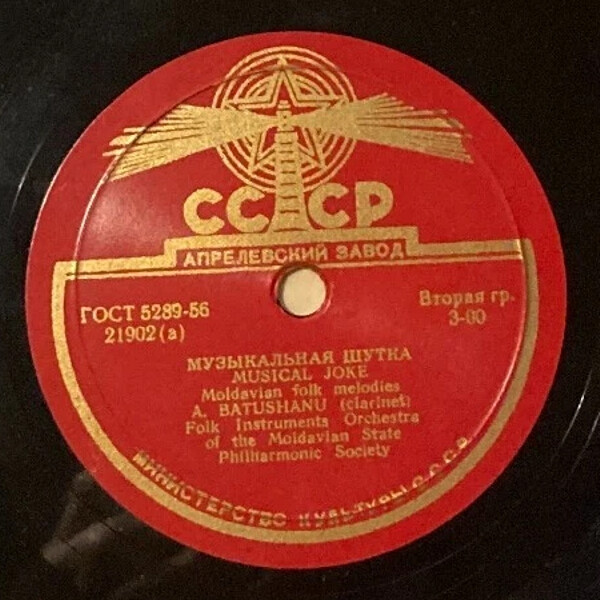 СССР
АПРЕЛЕВСКИЙ ЗАВОД
ГОСТ 5289-56
21902(а)
Вторая гр.
3-00
МУЗЫКАЛЬНАЯ ШУТКА
MUSICAL JOKE
Moldavian folk melodies
A. BATUSHANU (clarinet)
Folk Instruments Orchestra
of the Moldavian State
Philharmonic Society
МИНИСТЕРСТВО КУЛЬТУРЫ СССР